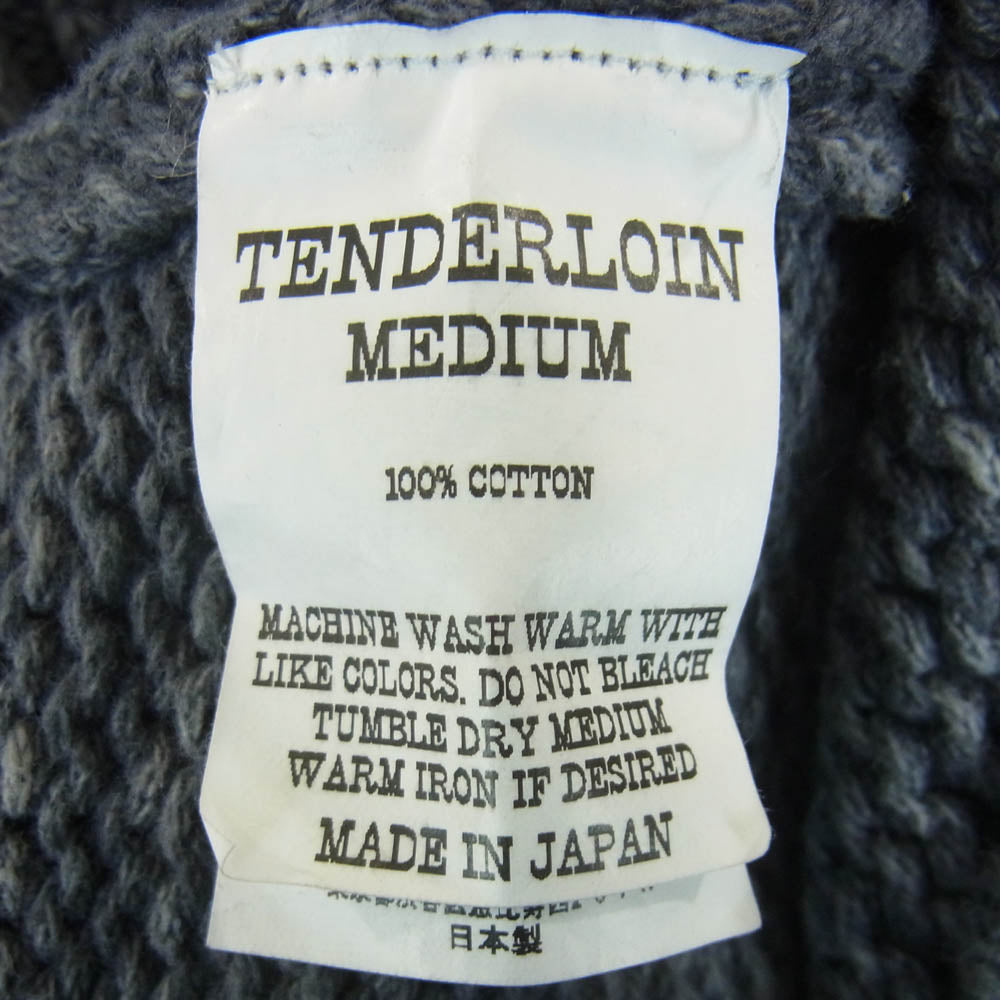 TENDERLOIN
MEDIUM
100% COTTON
MACHINE WASH WARM WITH
LIKE COLORS. DO NOT BLEACH
TUMBLE DRY MEDIUM
WARM IRON IF DESIRED
MADE IN JAPAN
日本製